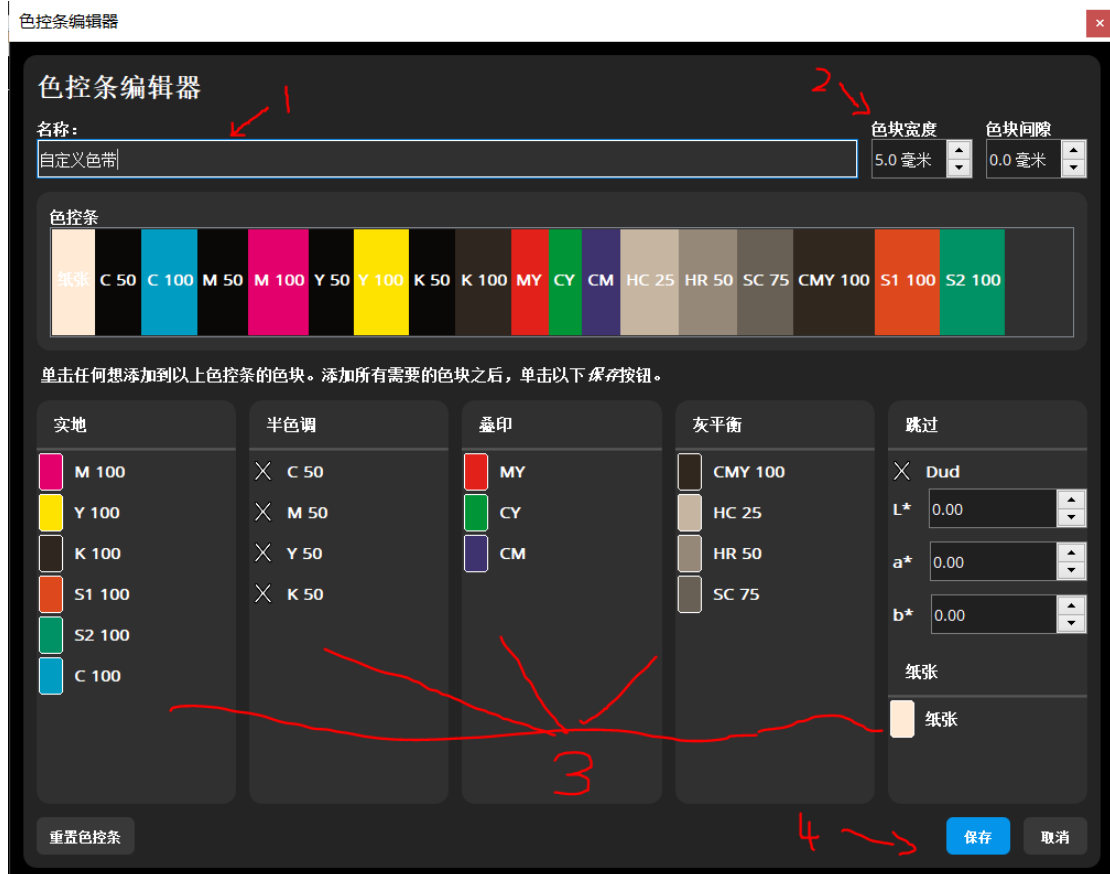 色控条编辑器
×
色控条编辑器
1
2
名称：
色块宽度
色块间隙
自定义色带
5.0 毫米
0.0 毫米
色控条
纸张 C 50 C 100 M 50 M 100 Y 50 Y 100 K 50 K 100 MY CY CM HC 25 HR 50 SC 75 CMY 100 S1 100 S2 100
单击任何想添加到以上色控条的色块。添加所有需要的色块之后，单击以下保存按钮。
实地
M 100
Y 100
K 100
S1 100
S2 100
C 100
半色调
C 50
M 50
Y 50
K 50
叠印
MY
CY
CM
灰平衡
CMY 100
HC 25
HR 50
SC 75
跳过
Dud
L* 0.00
a* 0.00
b* 0.00
纸张
纸张
3
4
重置色控条
保存
取消